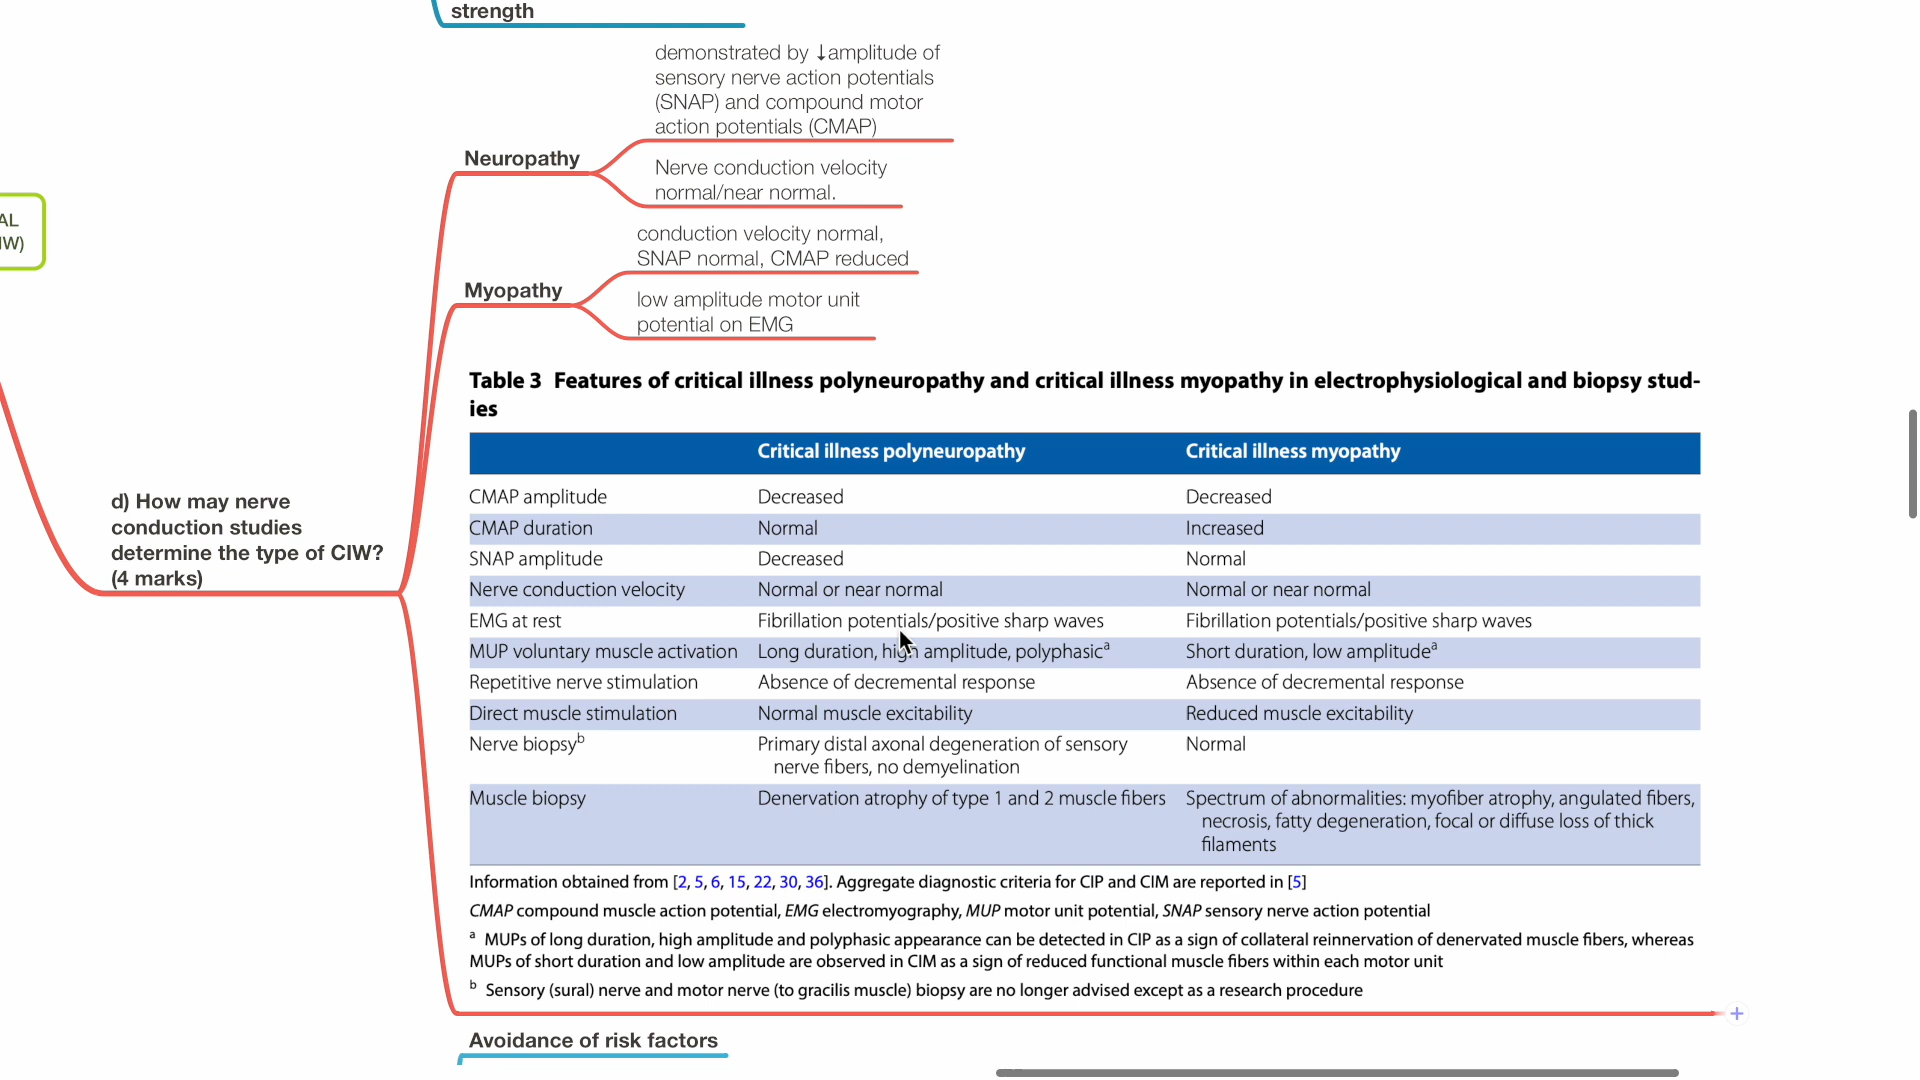 strength
demonstrated by ↓amplitude of
sensory nerve action potentials
(SNAP) and compound motor
action potentials (CMAP)
Neuropathy
Nerve conduction velocity
normal/near normal.
AL
IW)
conduction velocity normal,
SNAP normal, CMAP reduced
Myopathy
low amplitude motor unit
potential on EMG
d) How may nerve
conduction studies
determine the type of CIW?
(4 marks)
Table 3 Features of critical illness polyneuropathy and critical illness myopathy in electrophysiological and biopsy stud-
ies
Critical illness polyneuropathy Critical illness myopathy
CMAP amplitude Decreased Decreased
CMAP duration Normal Increased
SNAP amplitude Decreased Normal
Nerve conduction velocity Normal or near normal Normal or near normal
EMG at rest Fibrillation potentials/positive sharp waves Fibrillation potentials/positive sharp waves
MUP voluntary muscle activation Long duration, high amplitude, polyphasicᵃ Short duration, low amplitudeᵃ
Repetitive nerve stimulation Absence of decremental response Absence of decremental response
Direct muscle stimulation Normal muscle excitability Reduced muscle excitability
Nerve biopsyᵇ Primary distal axonal degeneration of sensory Normal
nerve fibers, no demyelination
Muscle biopsy Denervation atrophy of type 1 and 2 muscle fibers Spectrum of abnormalities: myofiber atrophy, angulated fibers,
necrosis, fatty degeneration, focal or diffuse loss of thick
filaments
Information obtained from [2, 5, 6, 15, 22, 30, 36]. Aggregate diagnostic criteria for CIP and CIM are reported in [5]
CMAP compound muscle action potential, EMG electromyography, MUP motor unit potential, SNAP sensory nerve action potential
ᵃ MUPs of long duration, high amplitude and polyphasic appearance can be detected in CIP as a sign of collateral reinnervation of denervated muscle fibers, whereas
MUPs of short duration and low amplitude are observed in CIM as a sign of reduced functional muscle fibers within each motor unit
ᵇ Sensory (sural) nerve and motor nerve (to gracilis muscle) biopsy are no longer advised except as a research procedure
Avoidance of risk factors